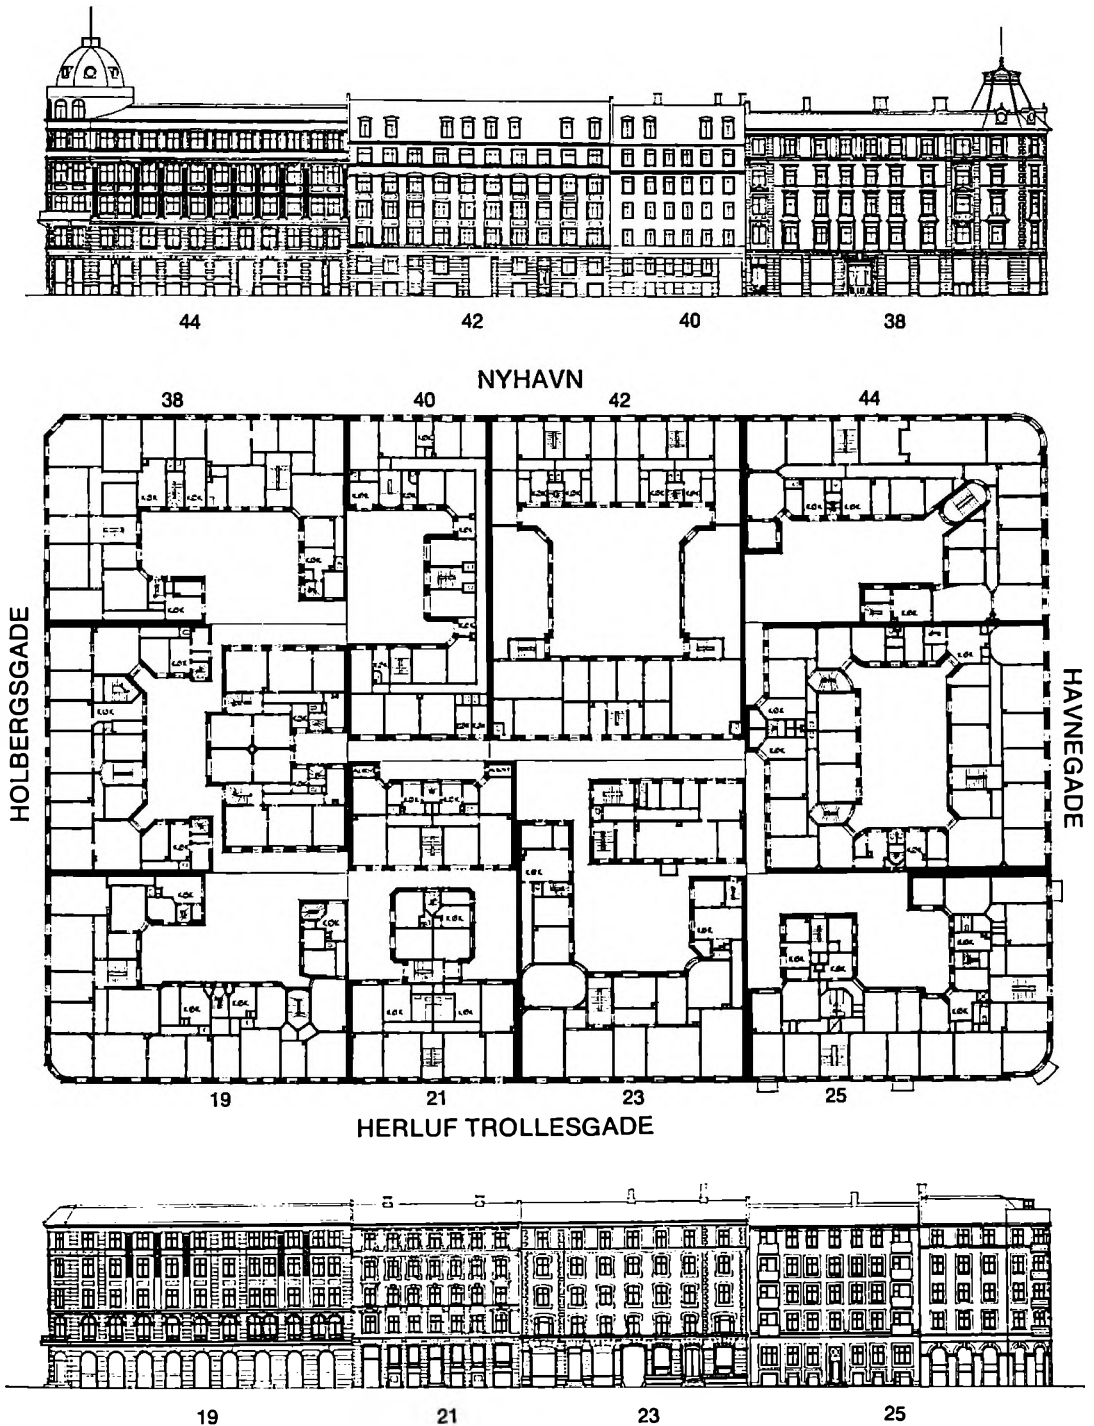 44 42 40 38
NYHAVN
38 40 42 44
HOLBERGSGADE
HAVNEGADE
19 21 23 25
HERLUF TROLLESGADE
19 21 23 25